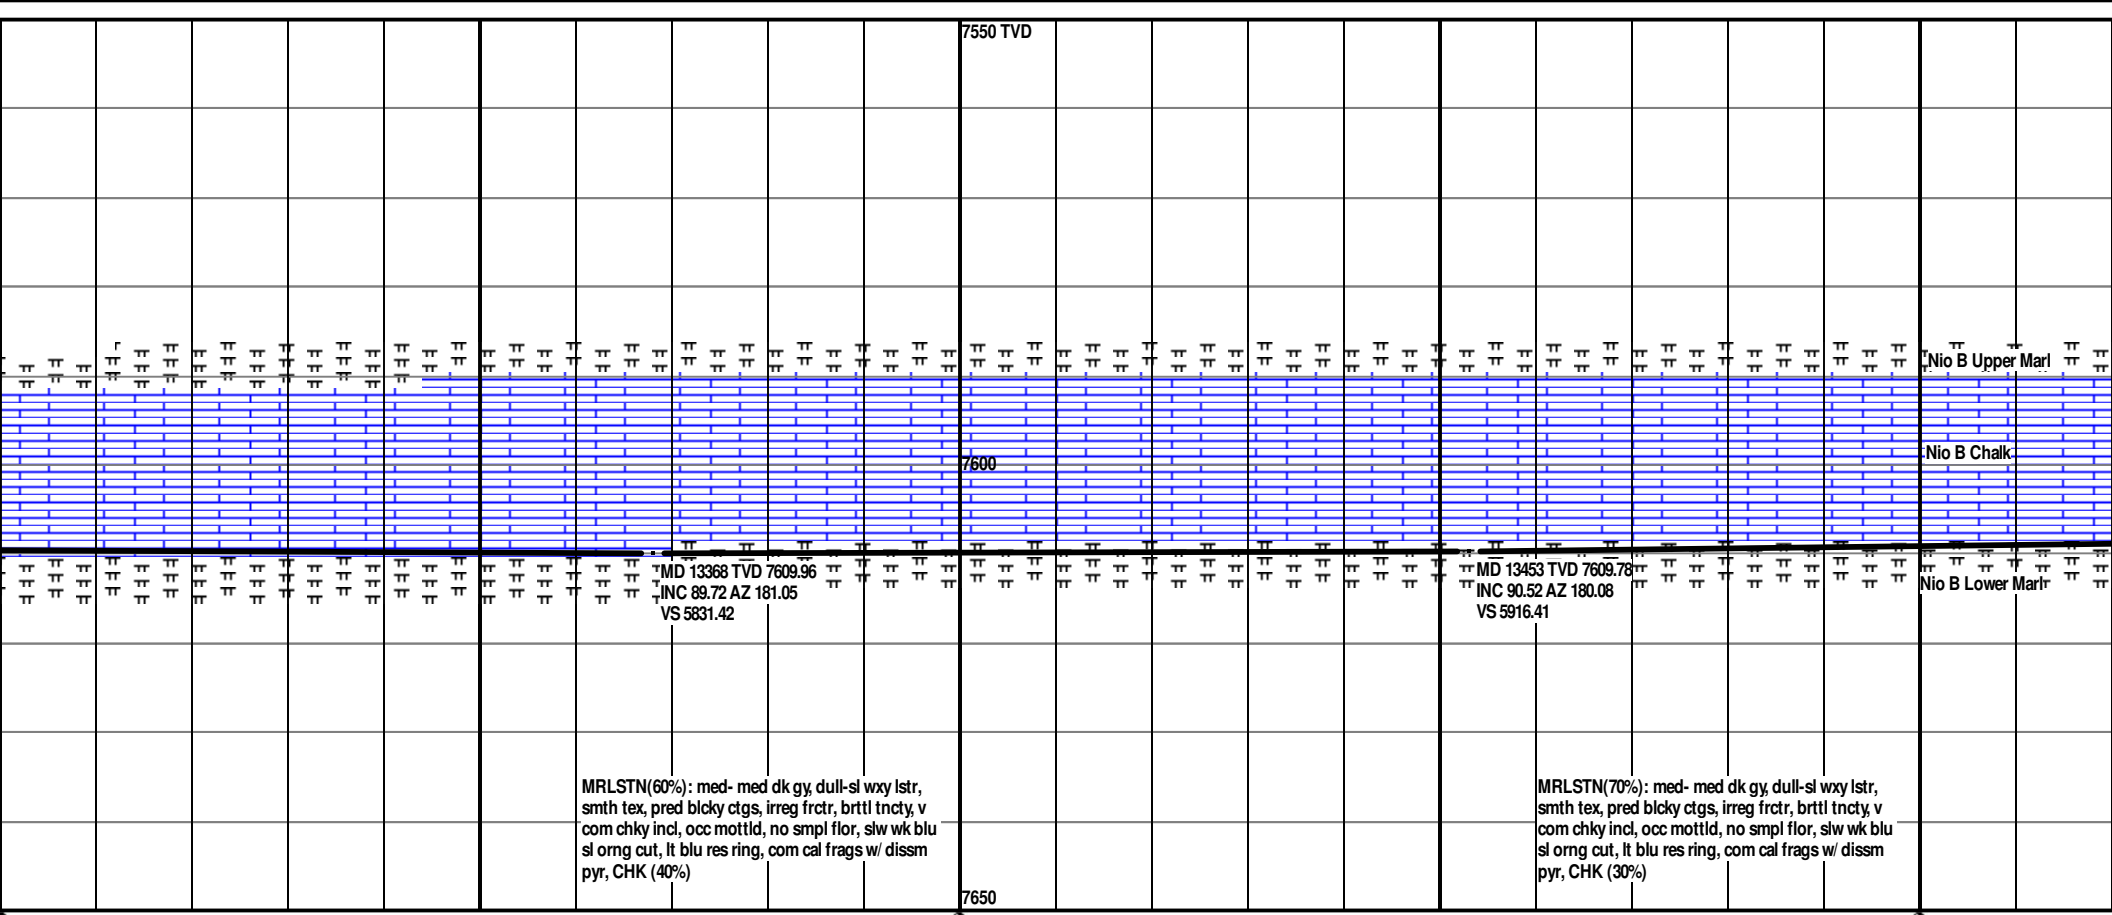 7550 TVD
Nio B Upper Marl
Nio B Chalk
7600
MD 13368 TVD 7609.96
INC 89.72 AZ 181.05
VS 5831.42
MD 13453 TVD 7609.78
INC 90.52 AZ 180.08
VS 5916.41
Nio B Lower Marl
MRLSTN(60%): med- med dk gy, dull-sl wxy lstr,
smth tex, pred blcky ctgs, irreg frctr, brttl tncty, v
com chky incl, occ mottld, no smpl flor, slw wk blu
sl orng cut, lt blu res ring, com cal frags w/ dissm
pyr, CHK (40%)
MRLSTN(70%): med- med dk gy, dull-sl wxy lstr,
smth tex, pred blcky ctgs, irreg frctr, brttl tncty, v
com chky incl, occ mottld, no smpl flor, slw wk blu
sl orng cut, lt blu res ring, com cal frags w/ dissm
pyr, CHK (30%)
7650